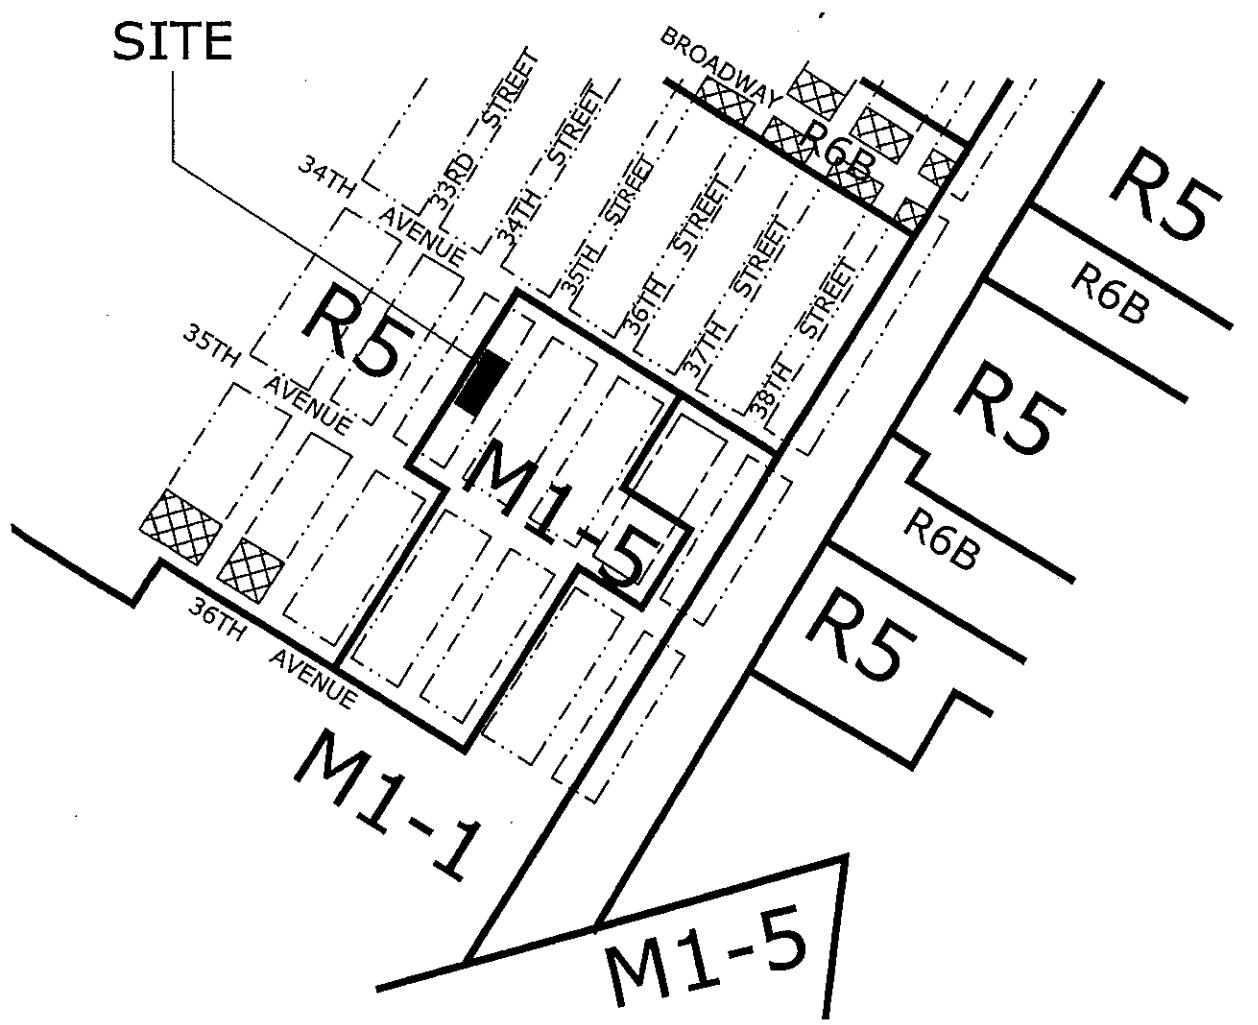 SITE
BROADWAY
33RD STREET
34TH STREET
35TH STREET
36TH STREET
37TH STREET
38TH STREET
34TH AVENUE
35TH AVENUE
36TH AVENUE
R6B
R5
R6B
R5
R5
R6B
R5
M1-5
M1-1
M1-5